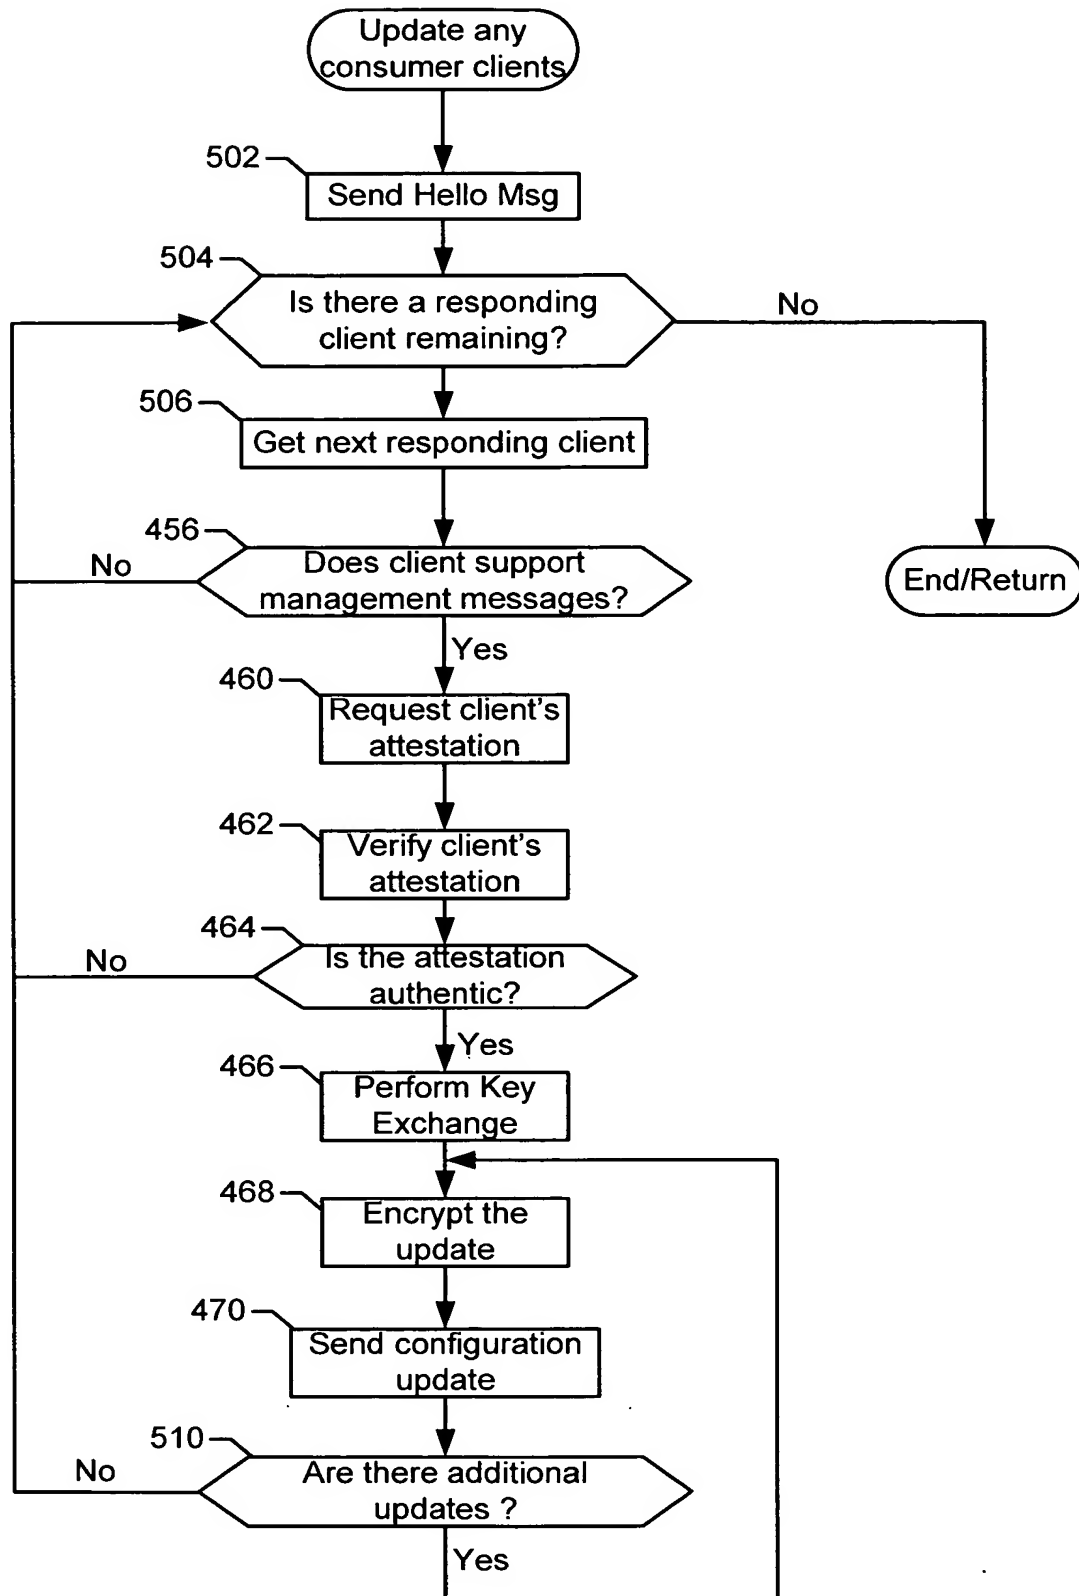 Update any
consumer clients
502
Send Hello Msg
504
Is there a responding
client remaining?
No
506
Get next responding client
456
No
Does client support
management messages?
End/Return
Yes
460
Request client's
attestation
462
Verify client's
attestation
464
No
Is the attestation
authentic?
Yes
466
Perform Key
Exchange
468
Encrypt the
update
470
Send configuration
update
510
No
Are there additional
updates ?
Yes